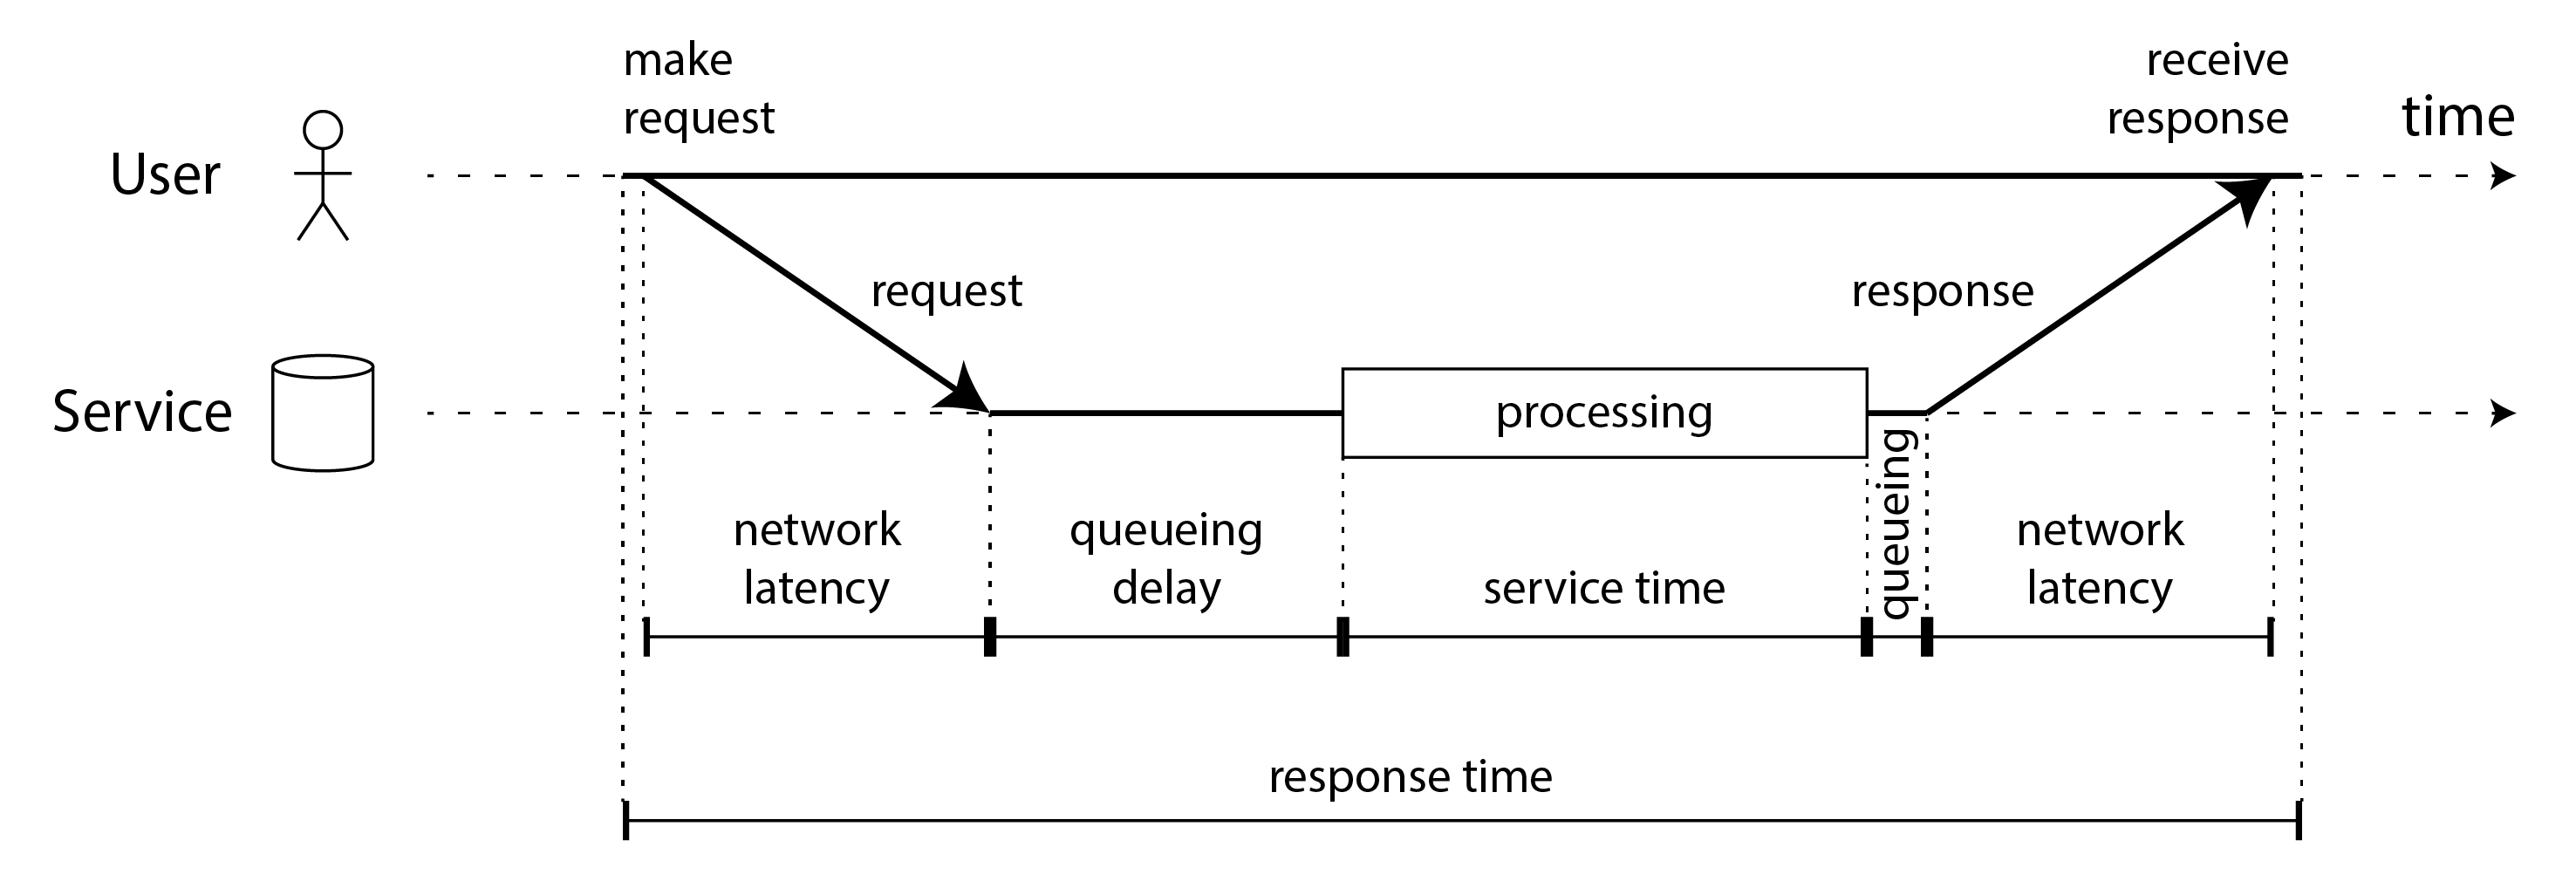 make
request
receive
response
time
User
request
response
Service
processing
queueing
network
latency
queueing
delay
service time
network
latency
response time